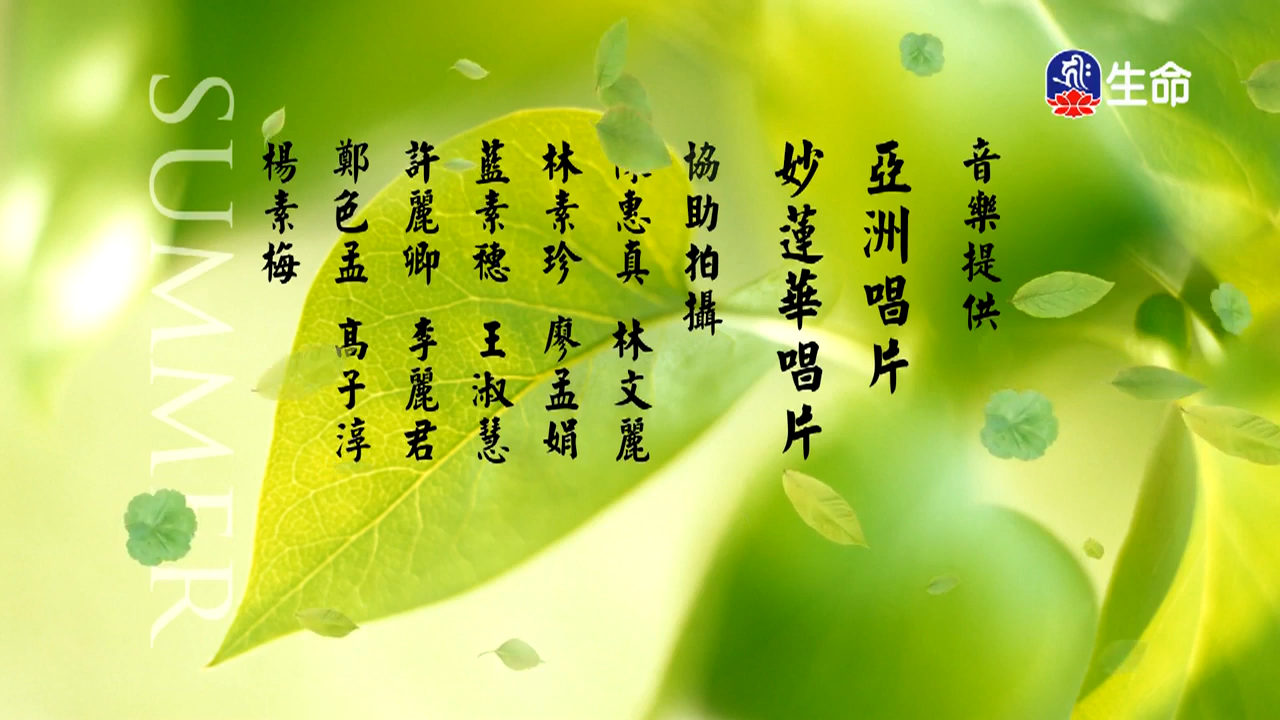 生命
音樂提供
亞洲唱片
妙蓮華唱片
協助拍攝
惠真 林文麗
林素珍 廖孟娟
藍素穗 王淑慧
許麗卿 李麗君
鄭色孟 高子淳
楊素梅
SUMMER